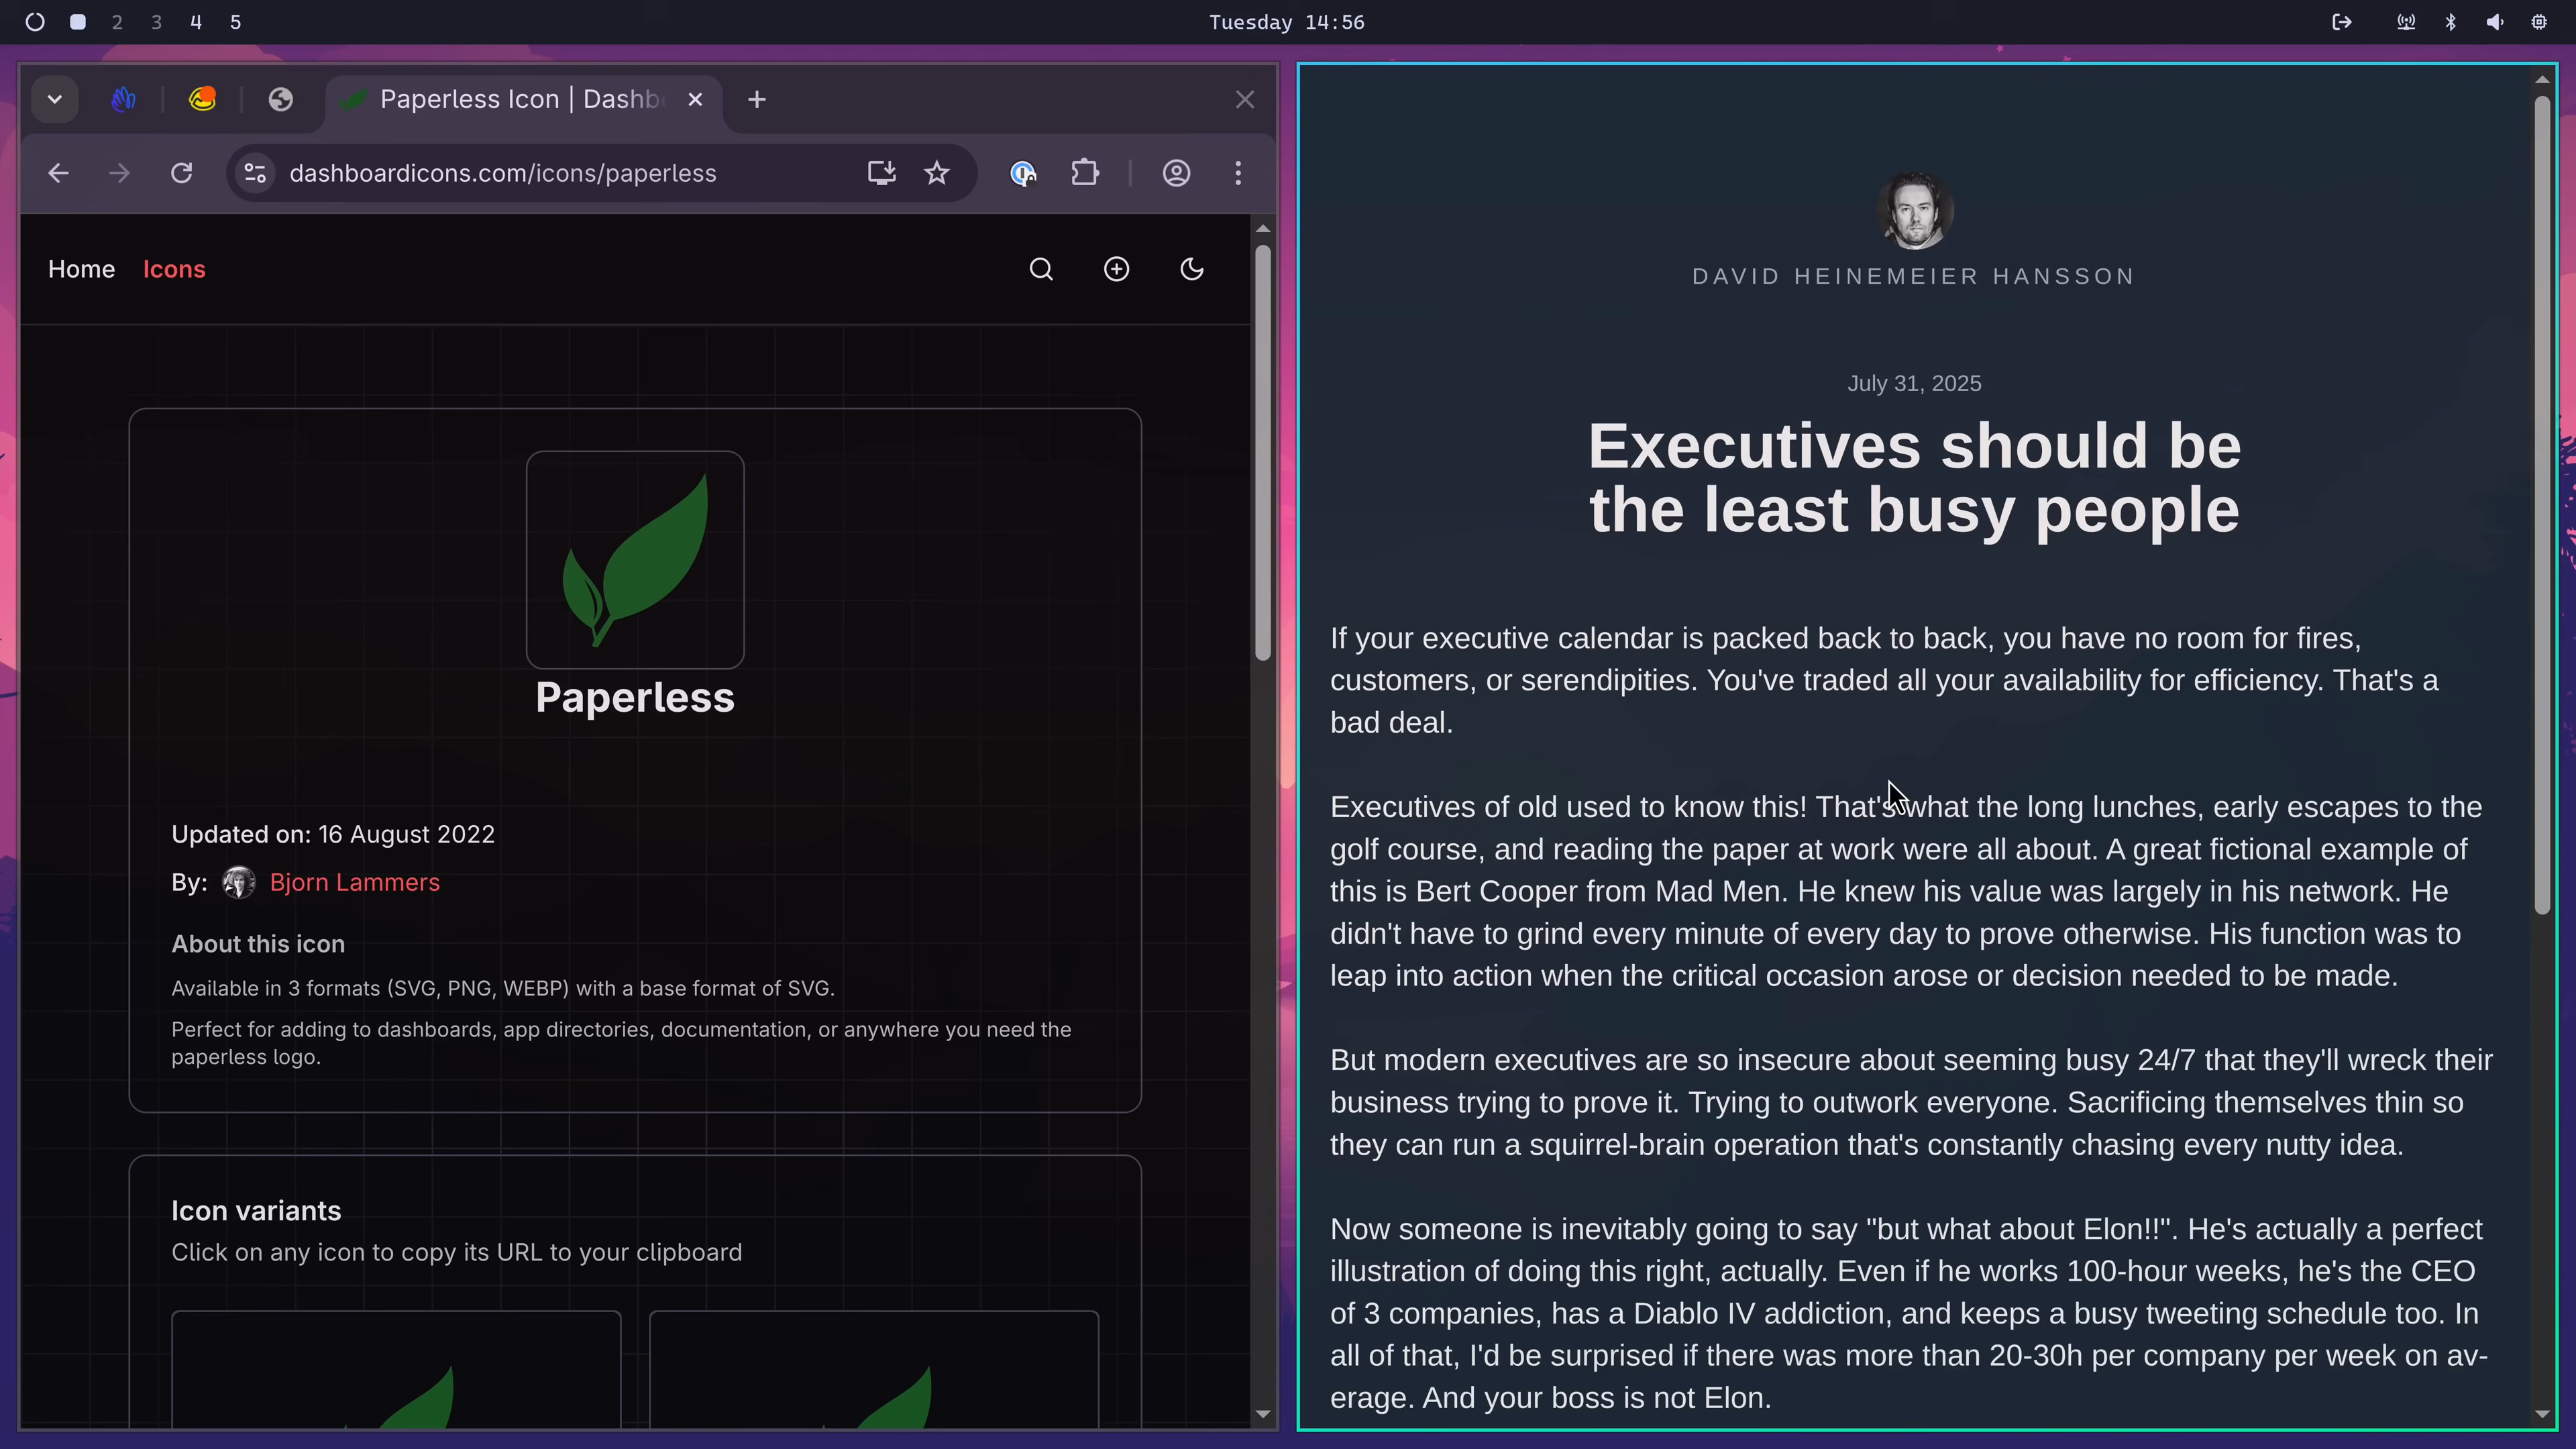 2 3 4 5
Tuesday 14:56
Paperless Icon | Dashb
dashboardicons.com/icons/paperless
Home Icons
Paperless
Updated on: 16 August 2022
By: Bjorn Lammers
About this icon
Available in 3 formats (SVG, PNG, WEBP) with a base format of SVG.
Perfect for adding to dashboards, app directories, documentation, or anywhere you need the
paperless logo.
Icon variants
Click on any icon to copy its URL to your clipboard
DAVID HEINEMEIER HANSSON
July 31, 2025
Executives should be
the least busy people
If your executive calendar is packed back to back, you have no room for fires,
customers, or serendipities. You've traded all your availability for efficiency. That's a
bad deal.
Executives of old used to know this! That's what the long lunches, early escapes to the
golf course, and reading the paper at work were all about. A great fictional example of
this is Bert Cooper from Mad Men. He knew his value was largely in his network. He
didn't have to grind every minute of every day to prove otherwise. His function was to
leap into action when the critical occasion arose or decision needed to be made.
But modern executives are so insecure about seeming busy 24/7 that they'll wreck their
business trying to prove it. Trying to outwork everyone. Sacrificing themselves thin so
they can run a squirrel-brain operation that's constantly chasing every nutty idea.
Now someone is inevitably going to say "but what about Elon!!". He's actually a perfect
illustration of doing this right, actually. Even if he works 100-hour weeks, he's the CEO
of 3 companies, has a Diablo IV addiction, and keeps a busy tweeting schedule too. In
all of that, I'd be surprised if there was more than 20-30h per company per week on av-
erage. And your boss is not Elon.